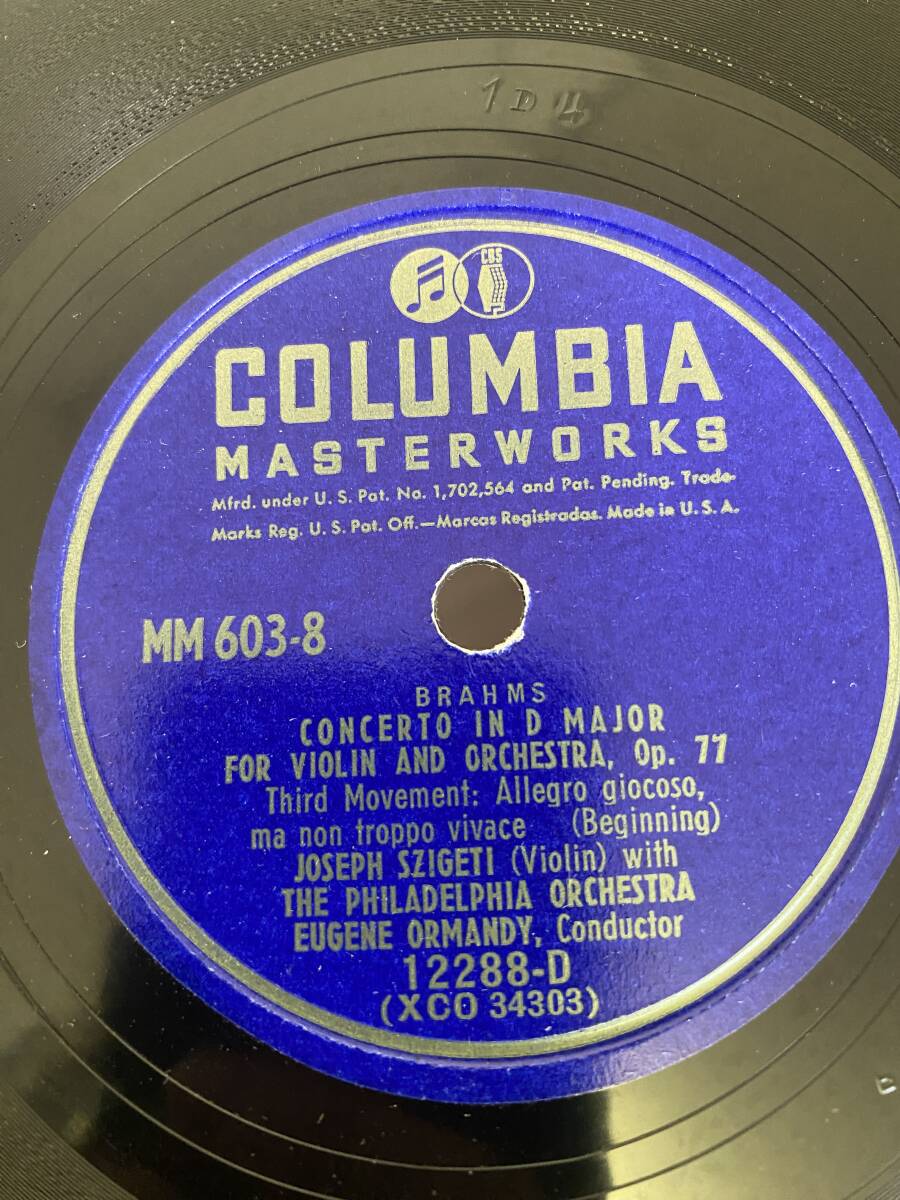 1 D 4
CBS
COLUMBIA
MASTERWORKS
Mfrd. under U. S. Pat. No. 1,702,564 and Pat. Pending. Trade-
Marks Reg. U. S. Pat. Off.—Marcas Registradas. Made in U. S. A.
MM 603-8
BRAHMS
CONCERTO IN D MAJOR
FOR VIOLIN AND ORCHESTRA, Op. 77
Third Movement: Allegro giocoso,
ma non troppo vivace (Beginning)
JOSEPH SZIGETI (Violin) with
THE PHILADELPHIA ORCHESTRA
EUGENE ORMANDY, Conductor
12288-D
(XCO 34303)